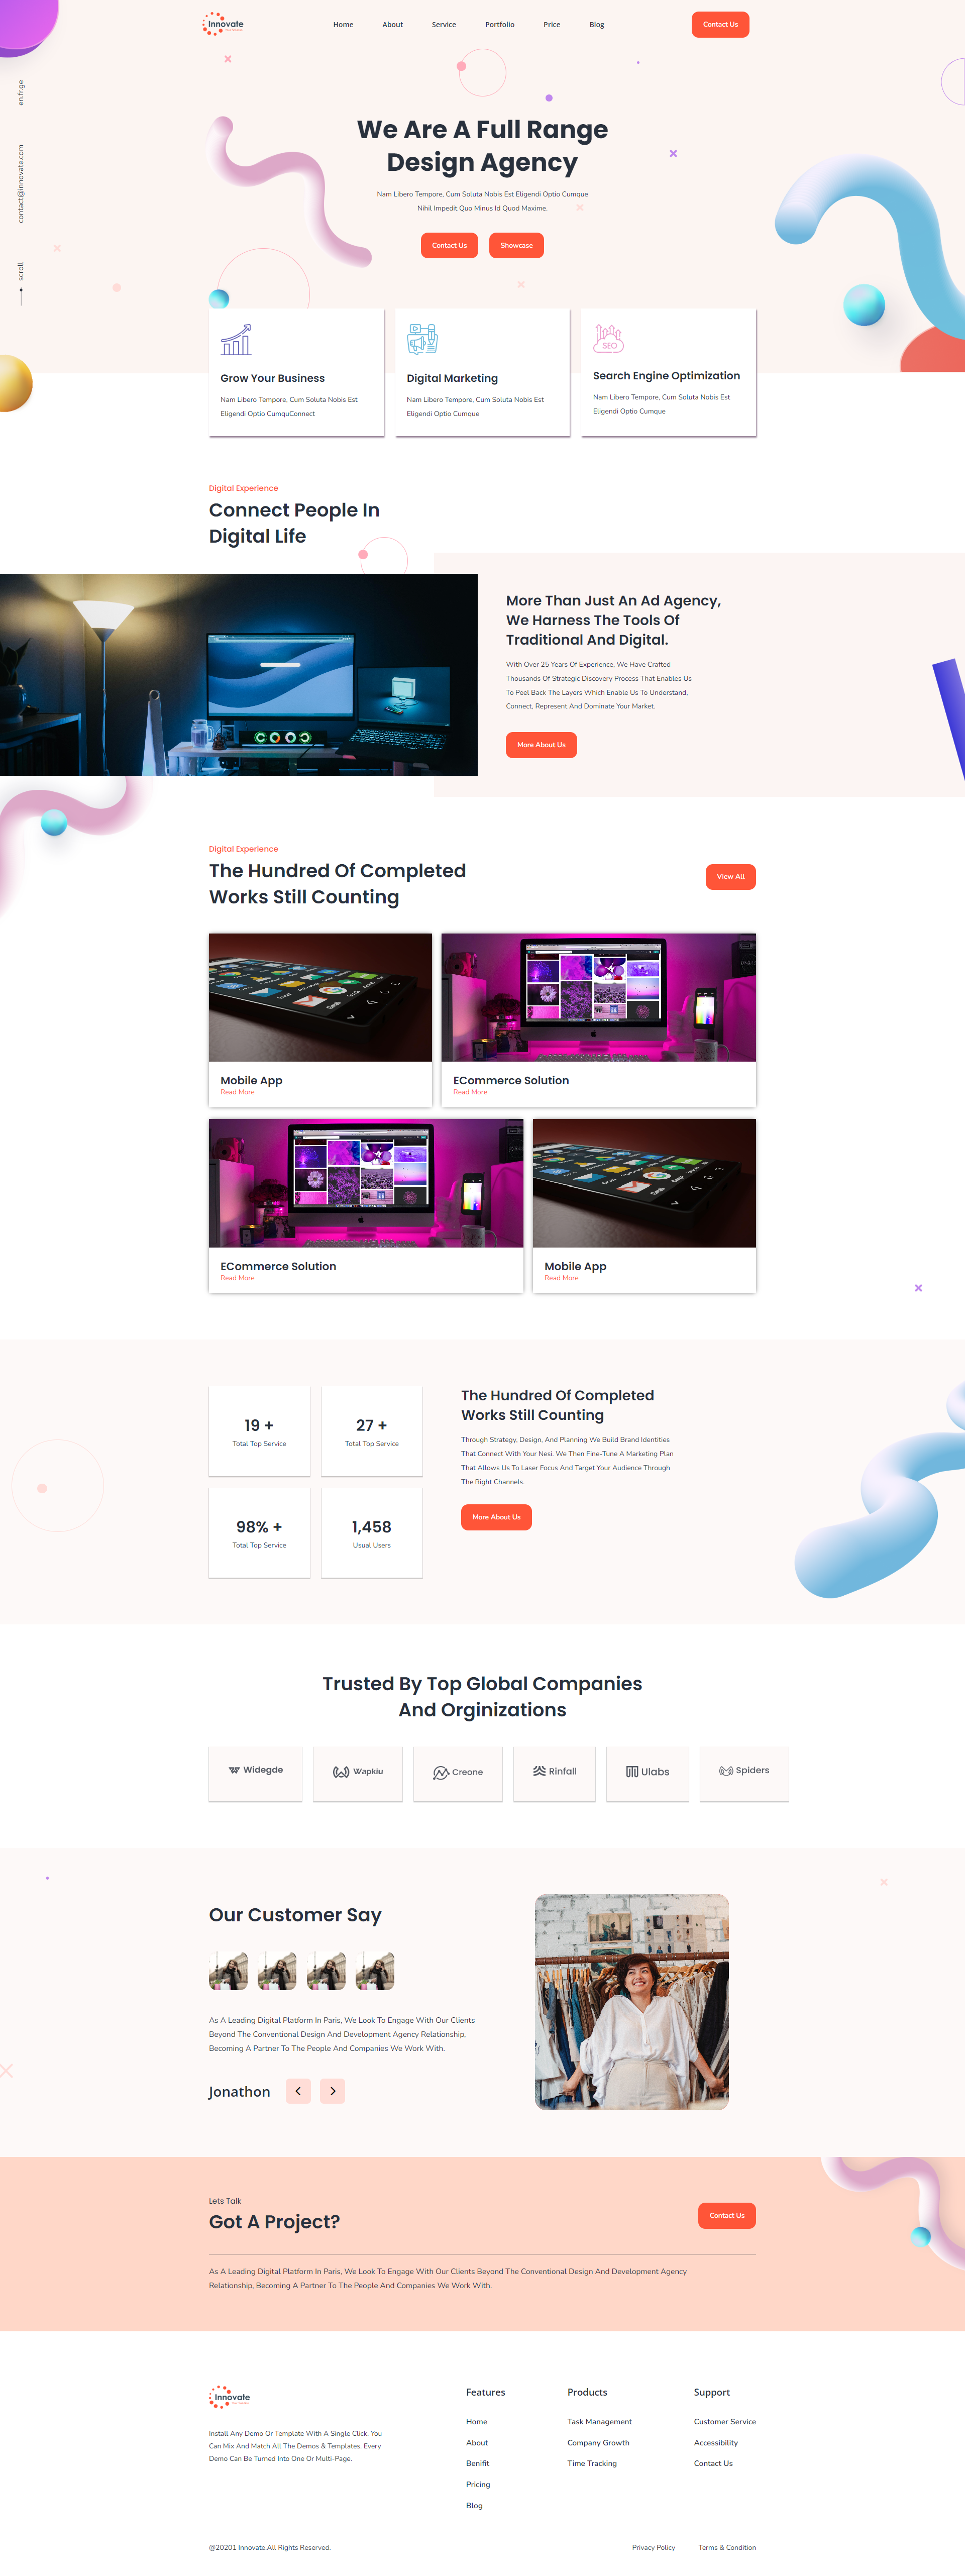 Innovate
Home
About
Service
Portfolio
Price
Blog
Contact Us
en.fr.ge
contact@innovate.com
scroll
We Are A Full Range
Design Agency
Nam Libero Tempore, Cum Soluta Nobis Est Eligendi Optio Cumque
Nihil Impedit Quo Minus Id Quod Maxime.
Contact Us
Showcase
Grow Your Business
Nam Libero Tempore, Cum Soluta Nobis Est
Eligendi Optio CumquConnect
Digital Marketing
Nam Libero Tempore, Cum Soluta Nobis Est
Eligendi Optio Cumque
SEO
Search Engine Optimization
Nam Libero Tempore, Cum Soluta Nobis Est
Eligendi Optio Cumque
Digital Experience
Connect People In
Digital Life
More Than Just An Ad Agency,
We Harness The Tools Of
Traditional And Digital.
With Over 25 Years Of Experience, We Have Crafted
Thousands Of Strategic Discovery Process That Enables Us
To Peel Back The Layers Which Enable Us To Understand,
Connect, Represent And Dominate Your Market.
More About Us
Digital Experience
The Hundred Of Completed
Works Still Counting
View All
Mobile App
Read More
ECommerce Solution
Read More
ECommerce Solution
Read More
Mobile App
Read More
19 +
Total Top Service
27 +
Total Top Service
98% +
Total Top Service
1,458
Usual Users
The Hundred Of Completed
Works Still Counting
Through Strategy, Design, And Planning We Build Brand Identities
That Connect With Your Nesi. We Then Fine-Tune A Marketing Plan
That Allows Us To Laser Focus And Target Your Audience Through
The Right Channels.
More About Us
Trusted By Top Global Companies
And Orginizations
Widegde
Wapkiu
Creone
Rinfall
Ulabs
Spiders
Our Customer Say
As A Leading Digital Platform In Paris, We Look To Engage With Our Clients
Beyond The Conventional Design And Development Agency Relationship,
Becoming A Partner To The People And Companies We Work With.
Jonathon
Lets Talk
Got A Project?
Contact Us
As A Leading Digital Platform In Paris, We Look To Engage With Our Clients Beyond The Conventional Design And Development Agency
Relationship, Becoming A Partner To The People And Companies We Work With.
Innovate
Install Any Demo Or Template With A Single Click. You
Can Mix And Match All The Demos & Templates. Every
Demo Can Be Turned Into One Or Multi-Page.
Features
Home
About
Benifit
Pricing
Blog
Products
Task Management
Company Growth
Time Tracking
Support
Customer Service
Accessibility
Contact Us
@20201 Innovate.All Rights Reserved.
Privacy Policy
Terms & Condition